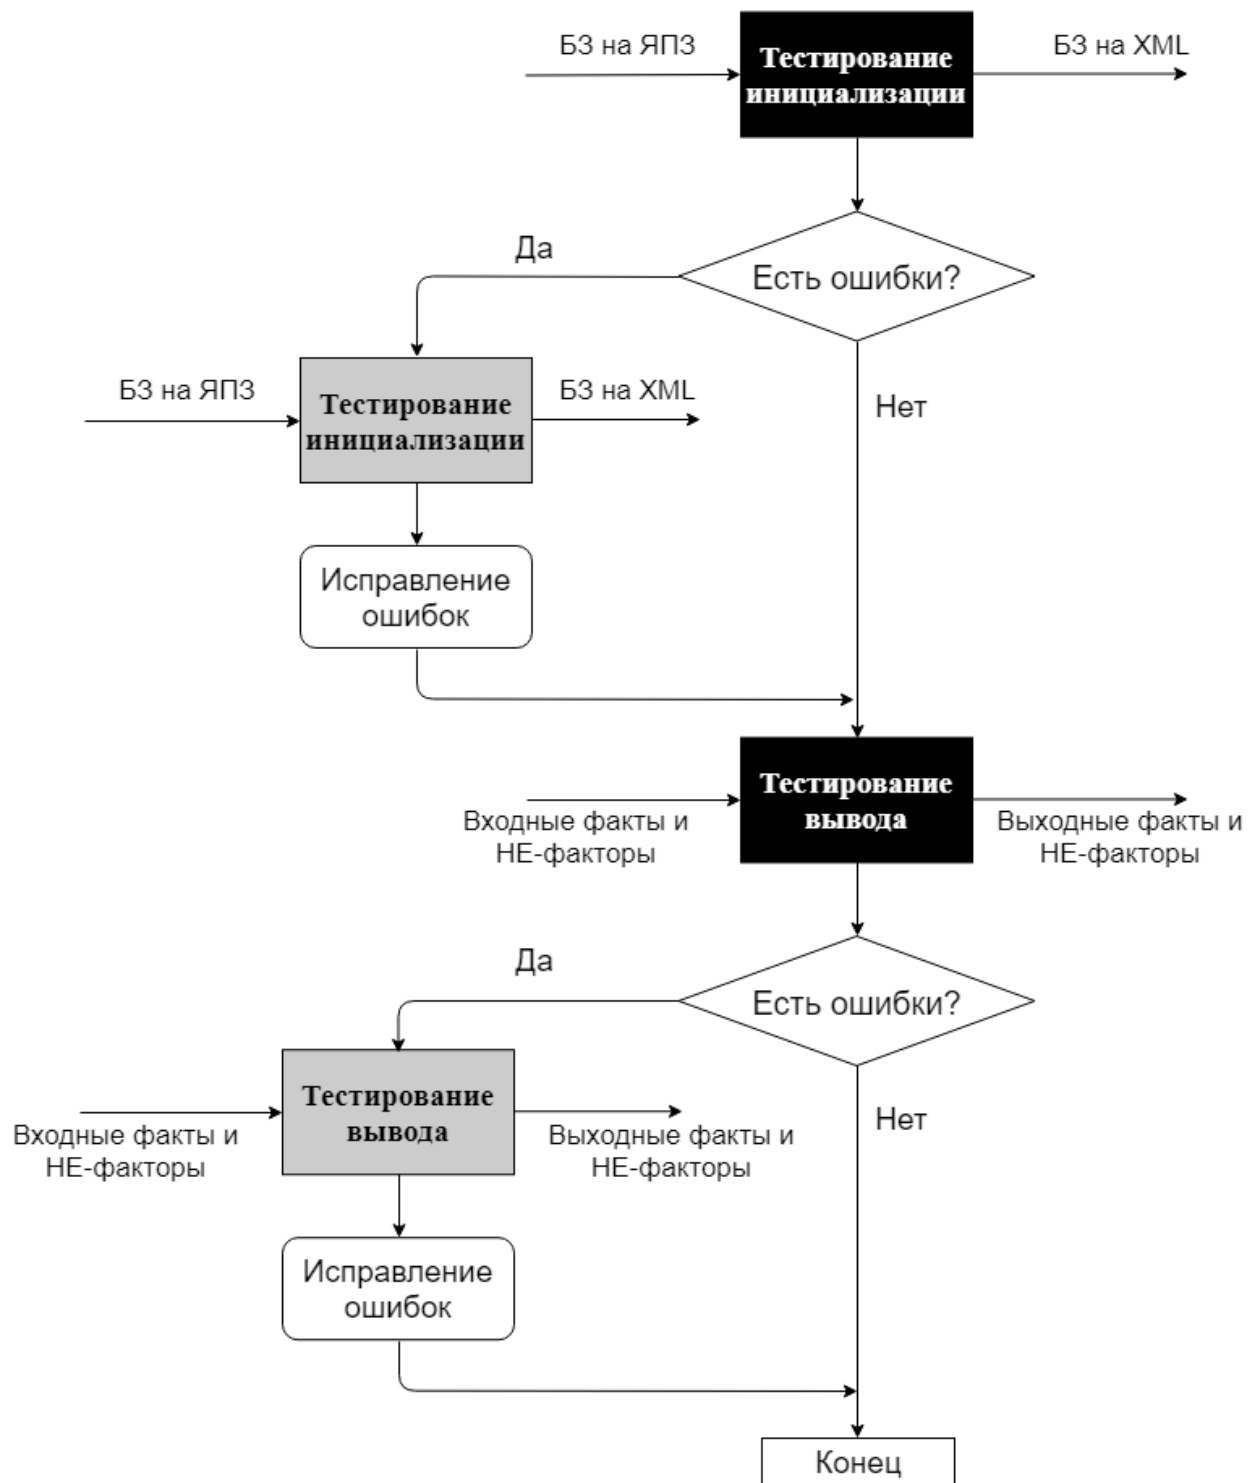 БЗ на ЯПЗ
Тестирование
инициализации
БЗ на XML
Есть ошибки?
Да
Нет
БЗ на ЯПЗ
Тестирование
инициализации
БЗ на XML
Исправление
ошибок
Входные факты и
НЕ-факторы
Тестирование
вывода
Выходные факты и
НЕ-факторы
Есть ошибки?
Да
Нет
Входные факты и
НЕ-факторы
Тестирование
вывода
Выходные факты и
НЕ-факторы
Исправление
ошибок
Конец